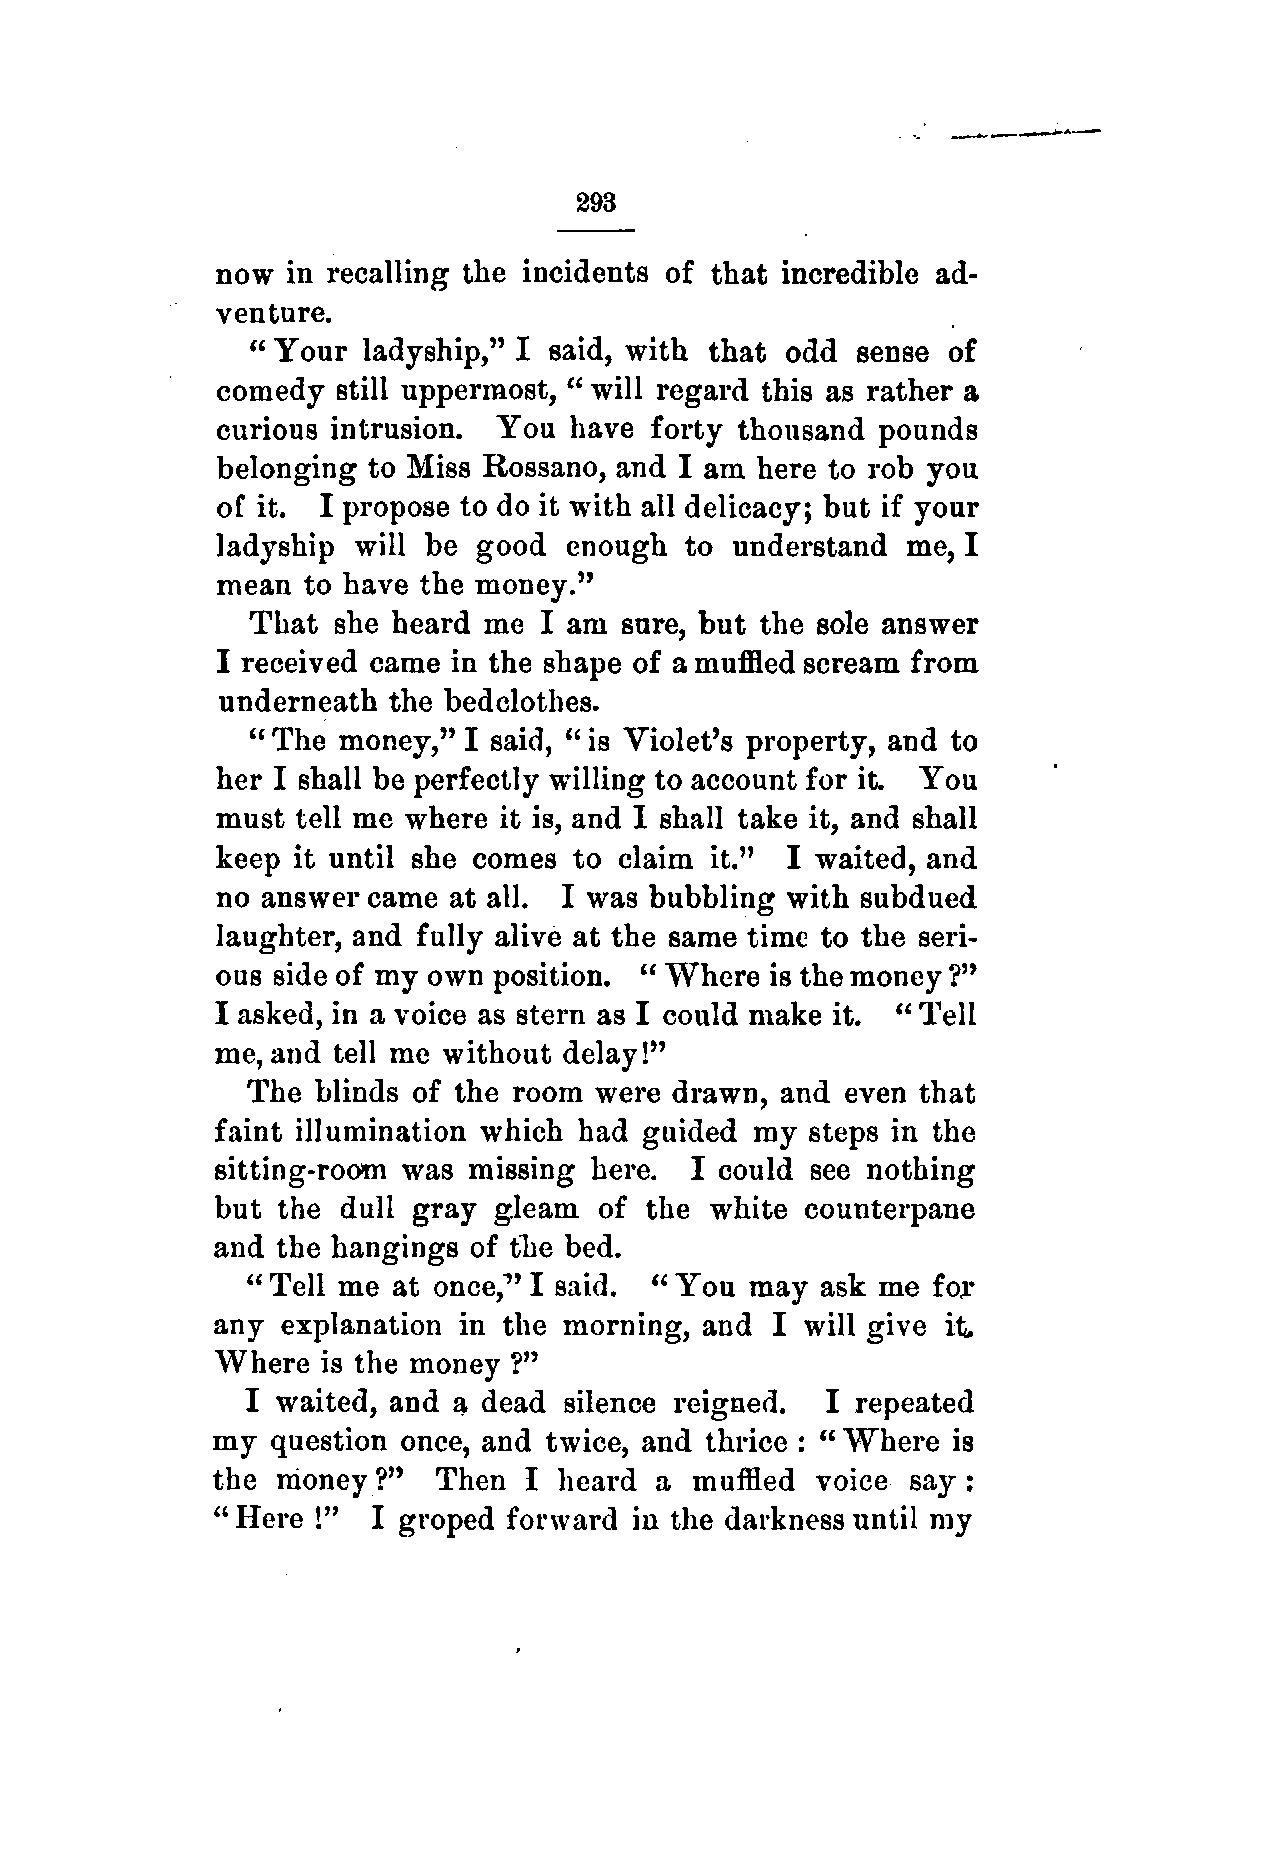 293
now in recalling the incidents of that incredible ad-
venture.
“Your ladyship,” I said, with that odd sense of
comedy still uppermost, “will regard this as rather a
curious intrusion. You have forty thousand pounds
belonging to Miss Rossano, and I am here to rob you
of it. I propose to do it with all delicacy; but if your
ladyship will be good enough to understand me, I
mean to have the money.”
That she heard me I am sure, but the sole answer
I received came in the shape of a muffled scream from
underneath the bedclothes.
“The money,” I said, “is Violet’s property, and to
her I shall be perfectly willing to account for it. You
must tell me where it is, and I shall take it, and shall
keep it until she comes to claim it.” I waited, and
no answer came at all. I was bubbling with subdued
laughter, and fully alive at the same time to the seri-
ous side of my own position. “Where is the money?”
I asked, in a voice as stern as I could make it. “Tell
me, and tell me without delay!”
The blinds of the room were drawn, and even that
faint illumination which had guided my steps in the
sitting-room was missing here. I could see nothing
but the dull gray gleam of the white counterpane
and the hangings of the bed.
“Tell me at once,” I said. “You may ask me for
any explanation in the morning, and I will give it.
Where is the money?”
I waited, and a dead silence reigned. I repeated
my question once, and twice, and thrice: “Where is
the money?” Then I heard a muffled voice say:
“Here!” I groped forward in the darkness until my